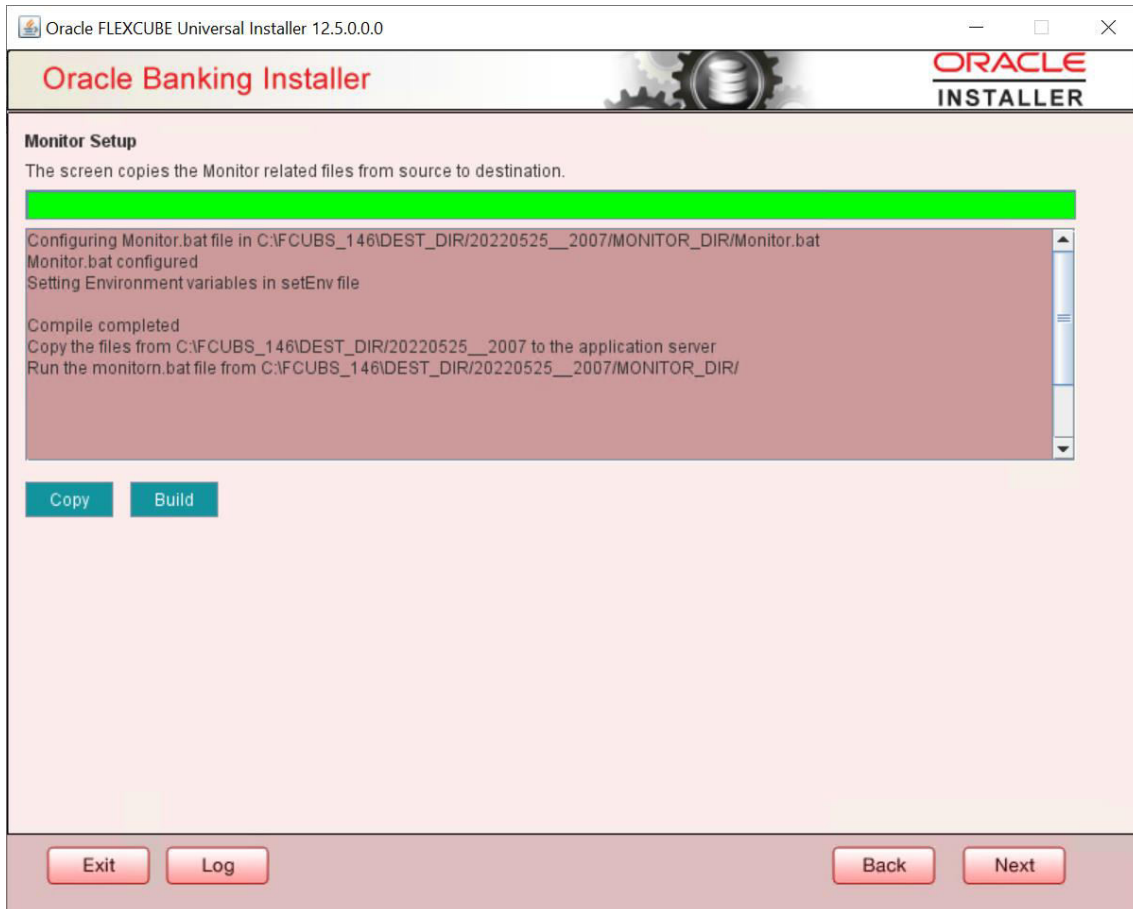 Oracle FLEXCUBE Universal Installer 12.5.0.0.0
Oracle Banking Installer
ORACLE
INSTALLER
Monitor Setup
The screen copies the Monitor related files from source to destination.
Configuring Monitor.bat file in C:\FCUBS_146\DEST_DIR/20220525__2007/MONITOR_DIR/Monitor.bat
Monitor.bat configured
Setting Environment variables in setEnv file
Compile completed
Copy the files from C:\FCUBS_146\DEST_DIR/20220525__2007 to the application server
Run the monitorn.bat file from C:\FCUBS_146\DEST_DIR/20220525__2007/MONITOR_DIR/
Copy Build
Exit Log Back Next